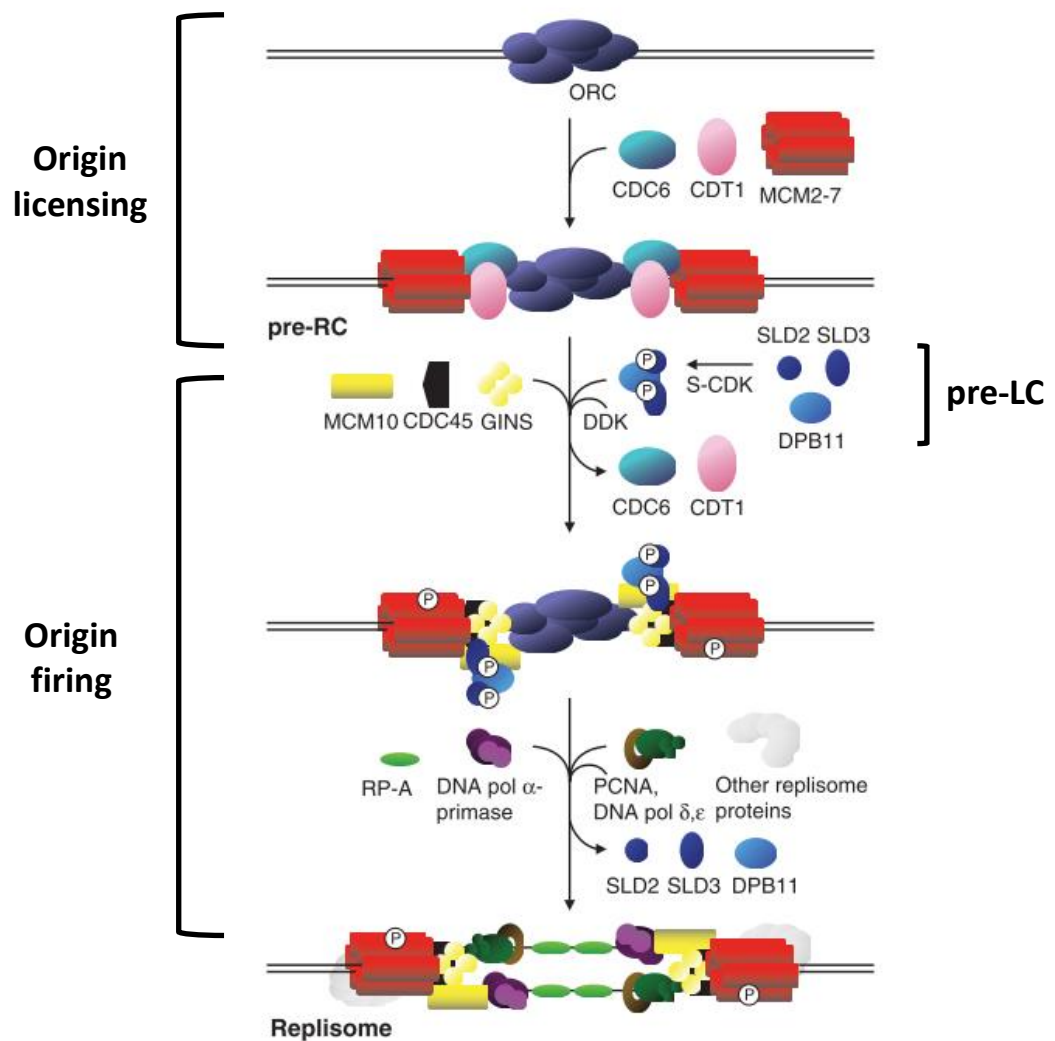 ORC
Origin
licensing
CDC6 CDT1 MCM2-7
pre-RC
SLD2 SLD3
P
P
S-CDK
pre-LC
MCM10 CDC45 GINS
DDK
DPB11
CDC6 CDT1
P
P
P
P
Origin
firing
P
P
RP-A
DNA pol α-
primase
PCNA,
DNA pol δ,ε
Other replisome
proteins
SLD2 SLD3 DPB11
P
P
Replisome